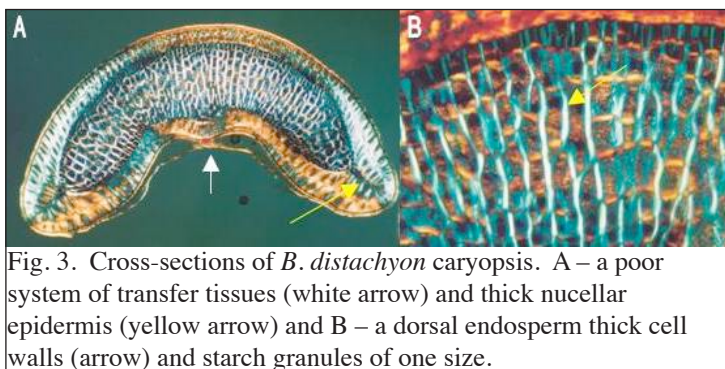 A B
Fig. 3. Cross-sections of B. distachyon caryopsis. A – a poor
system of transfer tissues (white arrow) and thick nucellar
epidermis (yellow arrow) and B – a dorsal endosperm thick cell
walls (arrow) and starch granules of one size.